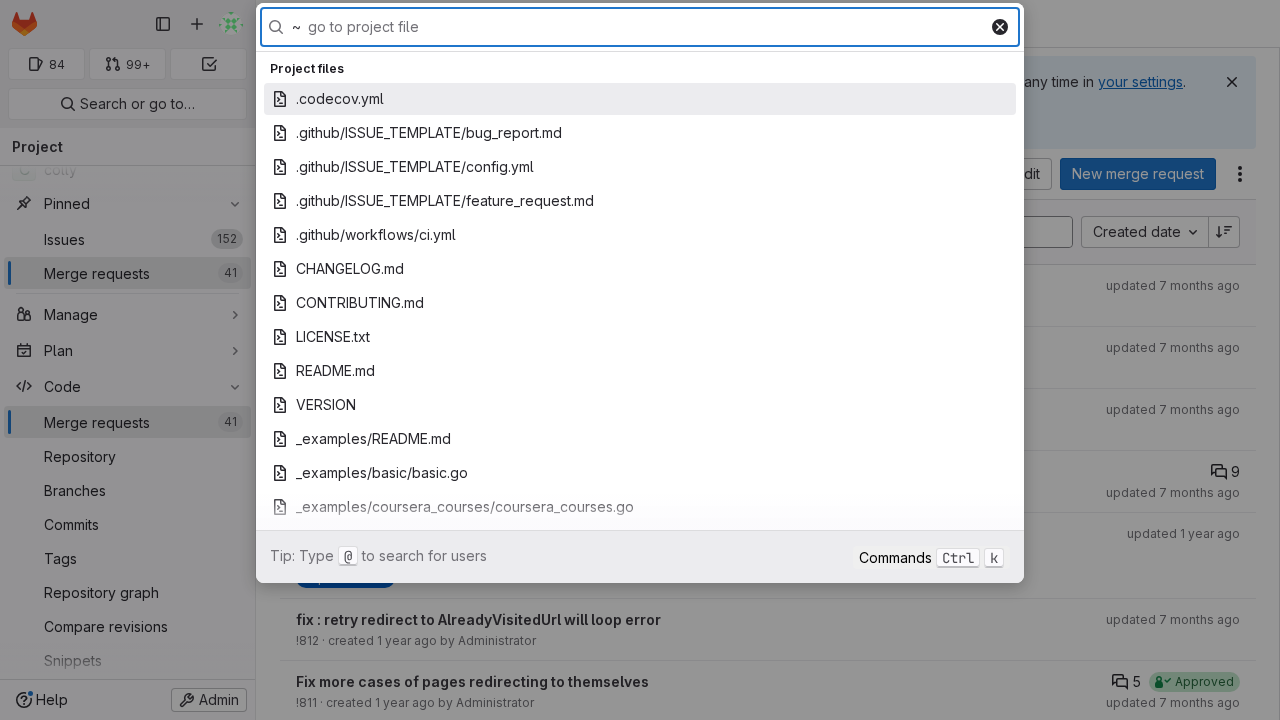 ~ go to project file
84
99+
Search or go to…
Project
colly
Pinned
Issues
152
Merge requests
41
Manage
Plan
Code
Merge requests
41
Repository
Branches
Commits
Tags
Repository graph
Compare revisions
Snippets
Help
Admin
Project files
.codecov.yml
.github/ISSUE_TEMPLATE/bug_report.md
.github/ISSUE_TEMPLATE/config.yml
.github/ISSUE_TEMPLATE/feature_request.md
.github/workflows/ci.yml
CHANGELOG.md
CONTRIBUTING.md
LICENSE.txt
README.md
VERSION
_examples/README.md
_examples/basic/basic.go
_examples/coursera_courses/coursera_courses.go
Tip: Type @ to search for users
Commands Ctrl k
any time in your settings.
dit
New merge request
Created date
updated 7 months ago
updated 7 months ago
updated 7 months ago
9
updated 7 months ago
updated 1 year ago
fix : retry redirect to AlreadyVisitedUrl will loop error
!812 · created 1 year ago by Administrator
updated 7 months ago
Fix more cases of pages redirecting to themselves
!811 · created 1 year ago by Administrator
5
Approved
updated 7 months ago